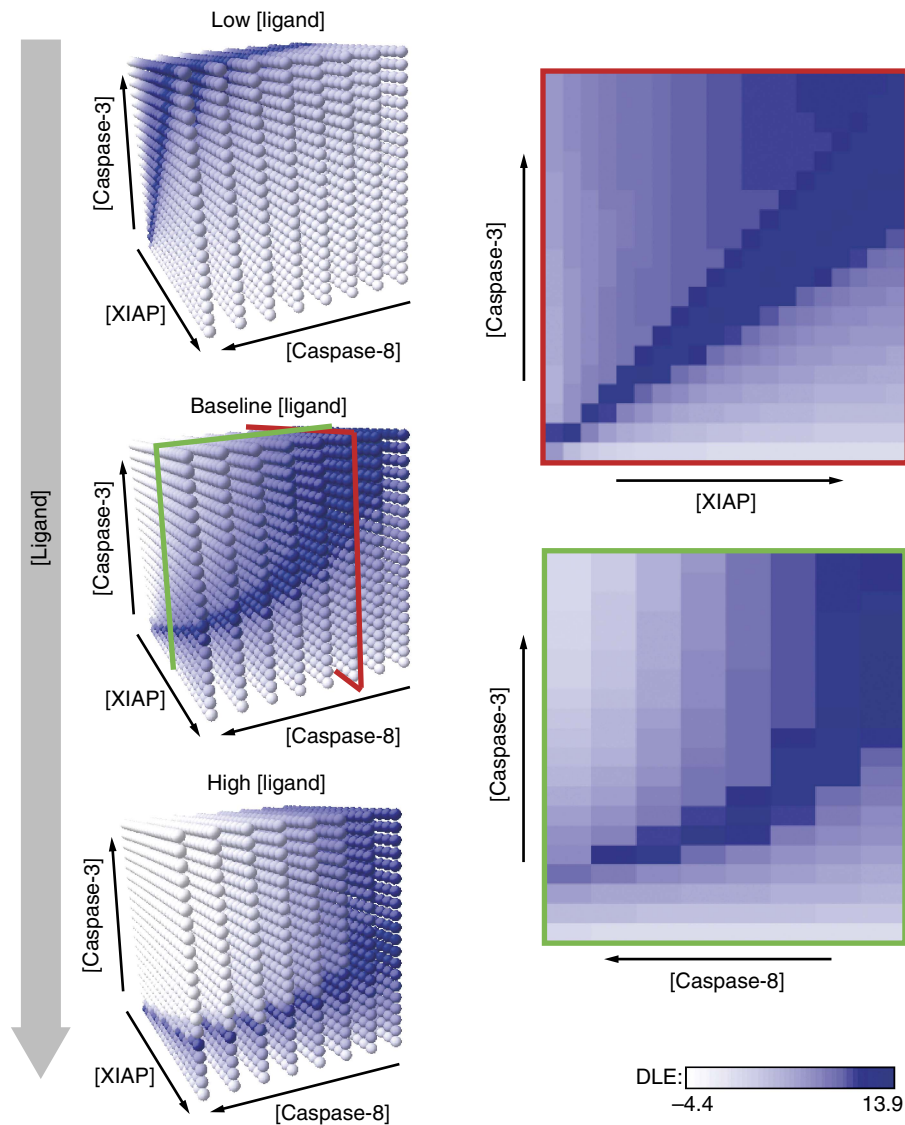 Low [ligand]
[Caspase-3]
[XIAP]
[Caspase-8]
[Caspase-3]
[XIAP]
[Ligand]
Baseline [ligand]
[Caspase-3]
[XIAP]
[Caspase-8]
[Caspase-3]
[Caspase-8]
High [ligand]
[Caspase-3]
[XIAP]
[Caspase-8]
DLE:
–4.4 13.9